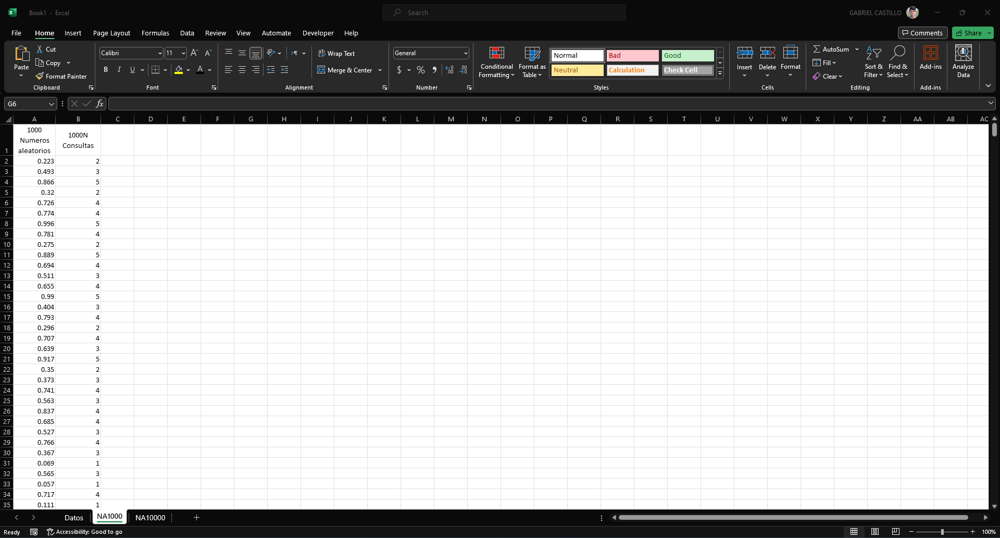 Book1 - Excel
Search
GABRIEL CASTILLO
File Home Insert Page Layout Formulas Data Review View Automate Developer Help
Comments
Share
Paste
Cut
Copy
Format Painter
Clipboard
Calibri 11
B I U
Font
Wrap Text
Merge & Center
Alignment
General
$ %
Number
Conditional Formatting
Format as Table
Normal Bad Good
Neutral Calculation Check Cell
Styles
Insert Delete Format
Cells
AutoSum
Fill
Clear
Sort & Filter
Find & Select
Editing
Add-ins
Add-ins
Analyze Data
G6
fx
A B C D E F G H I J K L M N O P Q R S T U V W X Y Z AA AB AC
1 1000 Numeros aleatorios 1000N Consultas
2 0.223 2
3 0.493 3
4 0.866 5
5 0.32 2
6 0.726 4
7 0.774 4
8 0.996 5
9 0.781 4
10 0.275 2
11 0.889 5
12 0.694 4
13 0.511 3
14 0.655 4
15 0.99 5
16 0.404 3
17 0.793 4
18 0.296 2
19 0.707 4
20 0.639 3
21 0.917 5
22 0.35 2
23 0.373 3
24 0.741 4
25 0.563 3
26 0.837 4
27 0.685 4
28 0.527 3
29 0.766 4
30 0.367 3
31 0.069 1
32 0.565 3
33 0.057 1
34 0.717 4
35 0.111 1
Datos NA1000 NA10000
Ready Accessibility: Good to go 100%